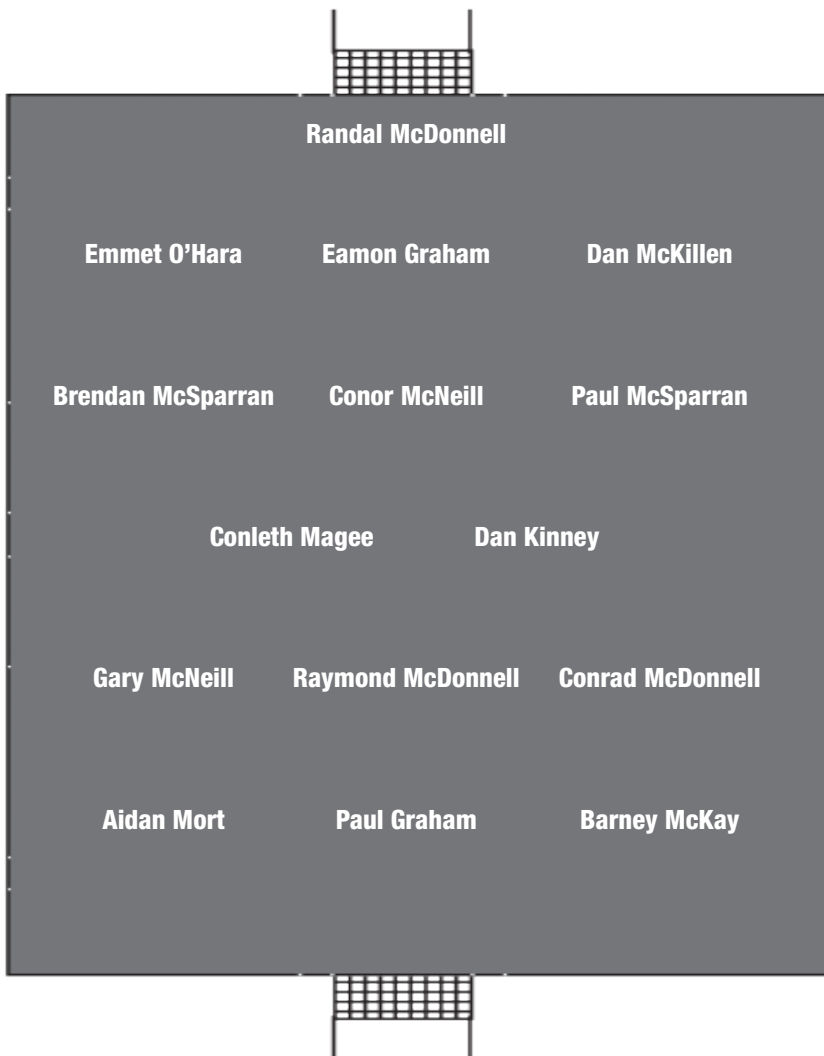 Randal McDonnell
Emmet O’Hara Eamon Graham Dan McKillen
Brendan McSparran Conor McNeill Paul McSparran
Conleth Magee Dan Kinney
Gary McNeill Raymond McDonnell Conrad McDonnell
Aidan Mort Paul Graham Barney McKay